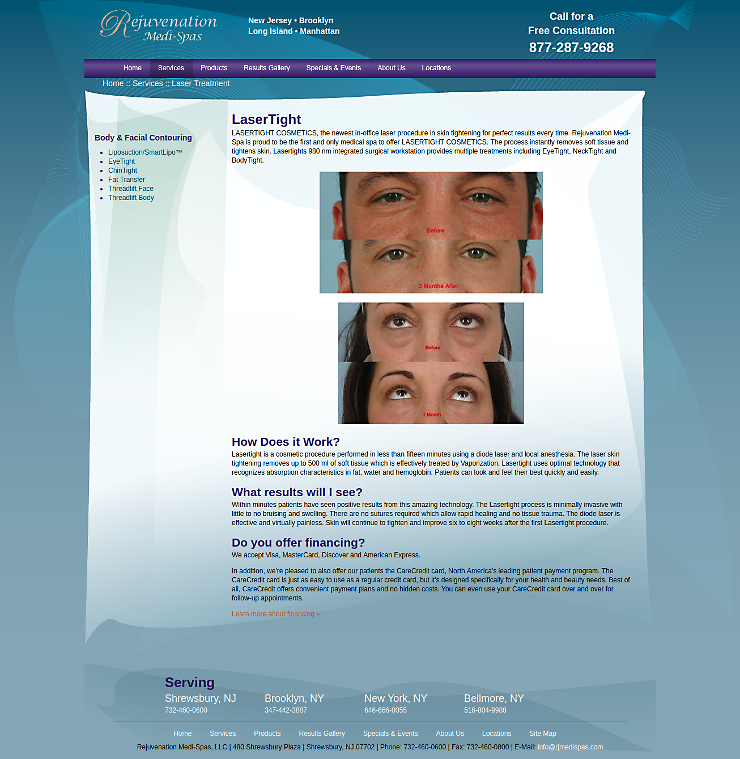 Rejuvenation
Medi-Spas
New Jersey • Brooklyn
Long Island • Manhattan
Call for a
Free Consultation
877-287-9268
Home Services Products Results Gallery Specials & Events About Us Locations
Home :: Services :: Laser Treatment
Body & Facial Contouring
Liposuction/SmartLipo™
EyeTight
ChinTight
Fat Transfer
Threadlift Face
Threadlift Body
LaserTight
LASERTIGHT COSMETICS, the newest in-office laser procedure in skin tightening for perfect results every time. Rejuvenation Medi-
Spa is proud to be the first and only medical spa to offer LASERTIGHT COSMETICS. The process instantly removes soft tissue and
tightens skin. Lasertights 980 nm integrated surgical workstation provides multiple treatments including EyeTight, NeckTight and
BodyTight.
Before
3 Months After
Before
1 Month
How Does it Work?
Lasertight is a cosmetic procedure performed in less than fifteen minutes using a diode laser and local anesthesia. The laser skin
tightening removes up to 500 ml of soft tissue which is effectively treated by Vaporization. Lasertight uses optimal technology that
recognizes absorption characteristics in fat, water and hemoglobin. Patients can look and feel their best quickly and easily.
What results will I see?
Within minutes patients have seen positive results from this amazing technology. The Lasertight process is minimally invasive with
little to no bruising and swelling. There are no sutures required which allow rapid healing and no tissue trauma. The diode laser is
effective and virtually painless. Skin will continue to tighten and improve six to eight weeks after the first Lasertight procedure.
Do you offer financing?
We accept Visa, MasterCard, Discover and American Express.
In addition, we're pleased to also offer our patients the CareCredit card, North America's leading patient payment program. The
CareCredit card is just as easy to use as a regular credit card, but it's designed specifically for your health and beauty needs. Best of
all, CareCredit offers convenient payment plans and no hidden costs. You can even use your CareCredit card over and over for
follow-up appointments.
Learn more about financing »
Serving
Shrewsbury, NJ Brooklyn, NY New York, NY Bellmore, NY
732-460-0600 347-442-3887 646-666-0055 516-804-9988
Home Services Products Results Gallery Specials & Events About Us Locations Site Map
Rejuvenation Medi-Spas, LLC | 480 Shrewsbury Plaza | Shrewsbury, NJ 07702 | Phone: 732-460-0600 | Fax: 732-460-0800 | E-Mail: info@rjmedispas.com